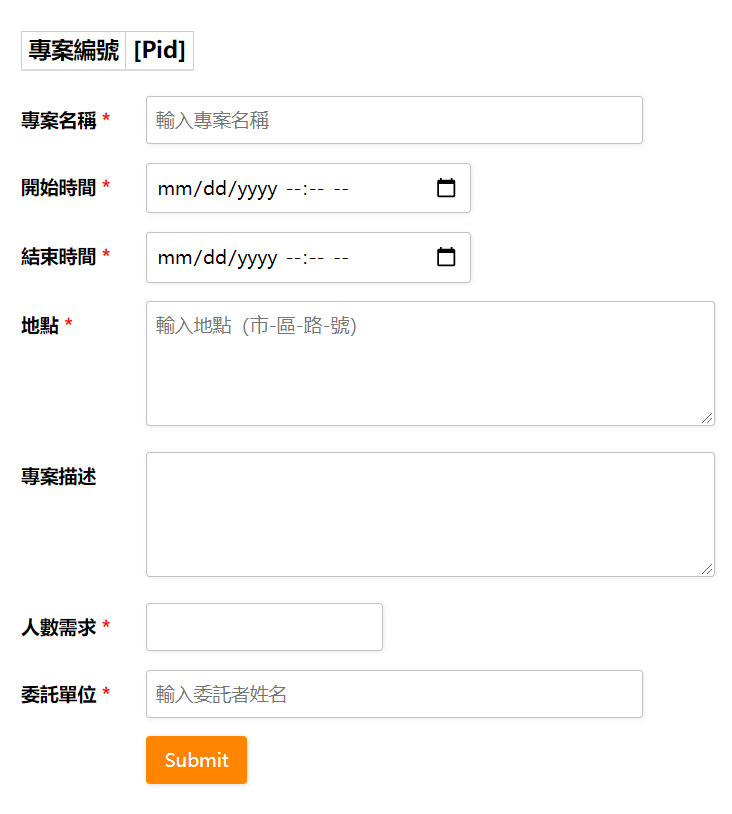 專案編號 [Pid]
專案名稱 * 輸入專案名稱
開始時間 * mm/dd/yyyy --:-- --
結束時間 * mm/dd/yyyy --:-- --
地點 * 輸入地點 (市-區-路-號)
專案描述
人數需求 *
委託單位 * 輸入委託者姓名
Submit